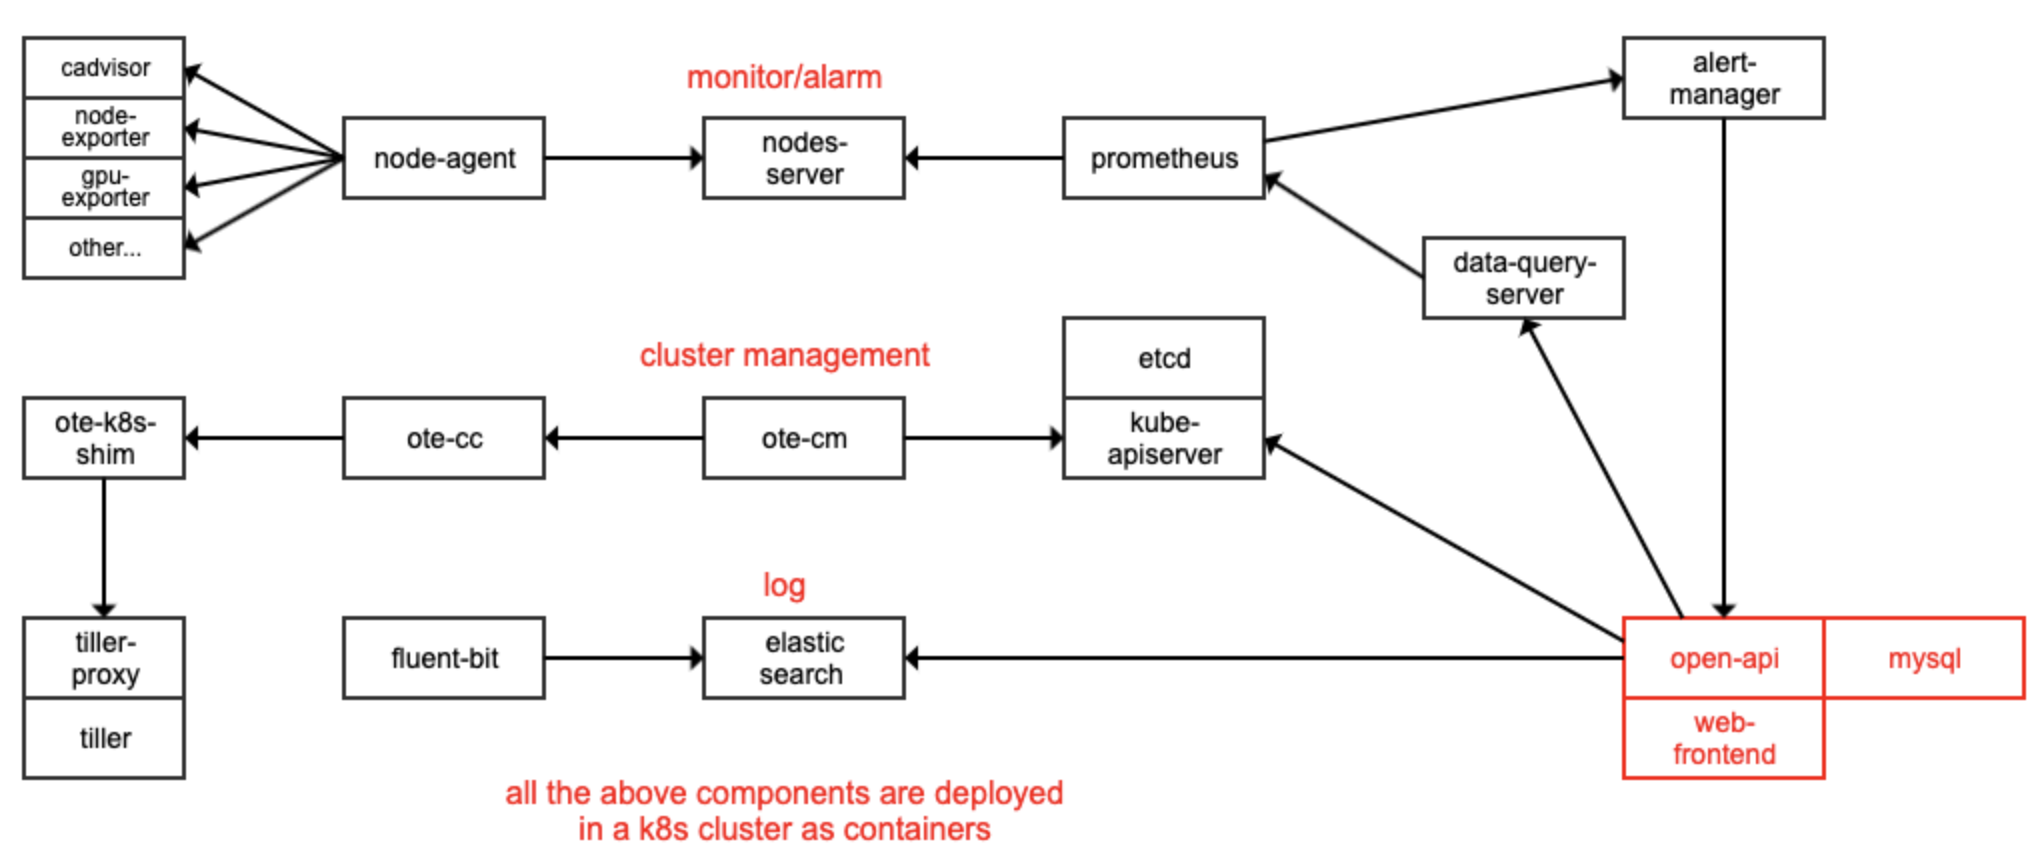 cadvisor
node-
exporter
gpu-
exporter
other...
node-agent
monitor/alarm
nodes-
server
prometheus
alert-
manager
data-query-
server
cluster management
etcd
kube-
apiserver
ote-k8s-
shim
ote-cc
ote-cm
log
tiller-
proxy
tiller
fluent-bit
elastic
search
open-api
mysql
web-
frontend
all the above components are deployed
in a k8s cluster as containers